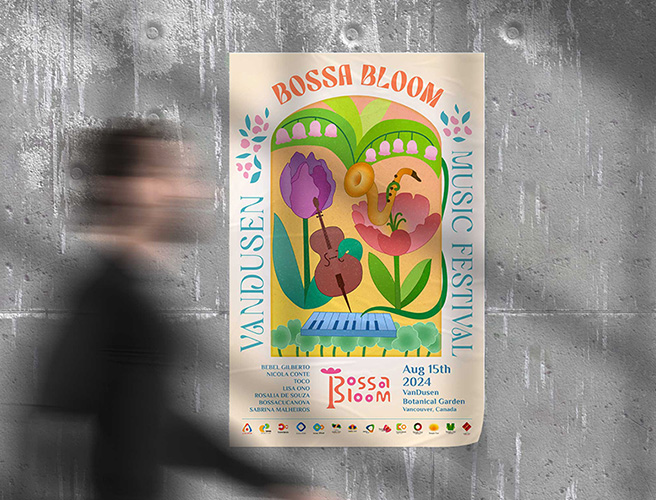 BOSSA BLOOM
VANDUSEN
MUSIC FESTIVAL
BEBEL GILBERTO
NICOLA CONTE
TOCO
LISA ONO
ROSALIA DE SOUZA
BOSSACUCANOVA
SABRINA MALHEIROS
Bossa
Bloom
Aug 15th
2024
VanDusen
Botanical Garden
Vancouver, Canada